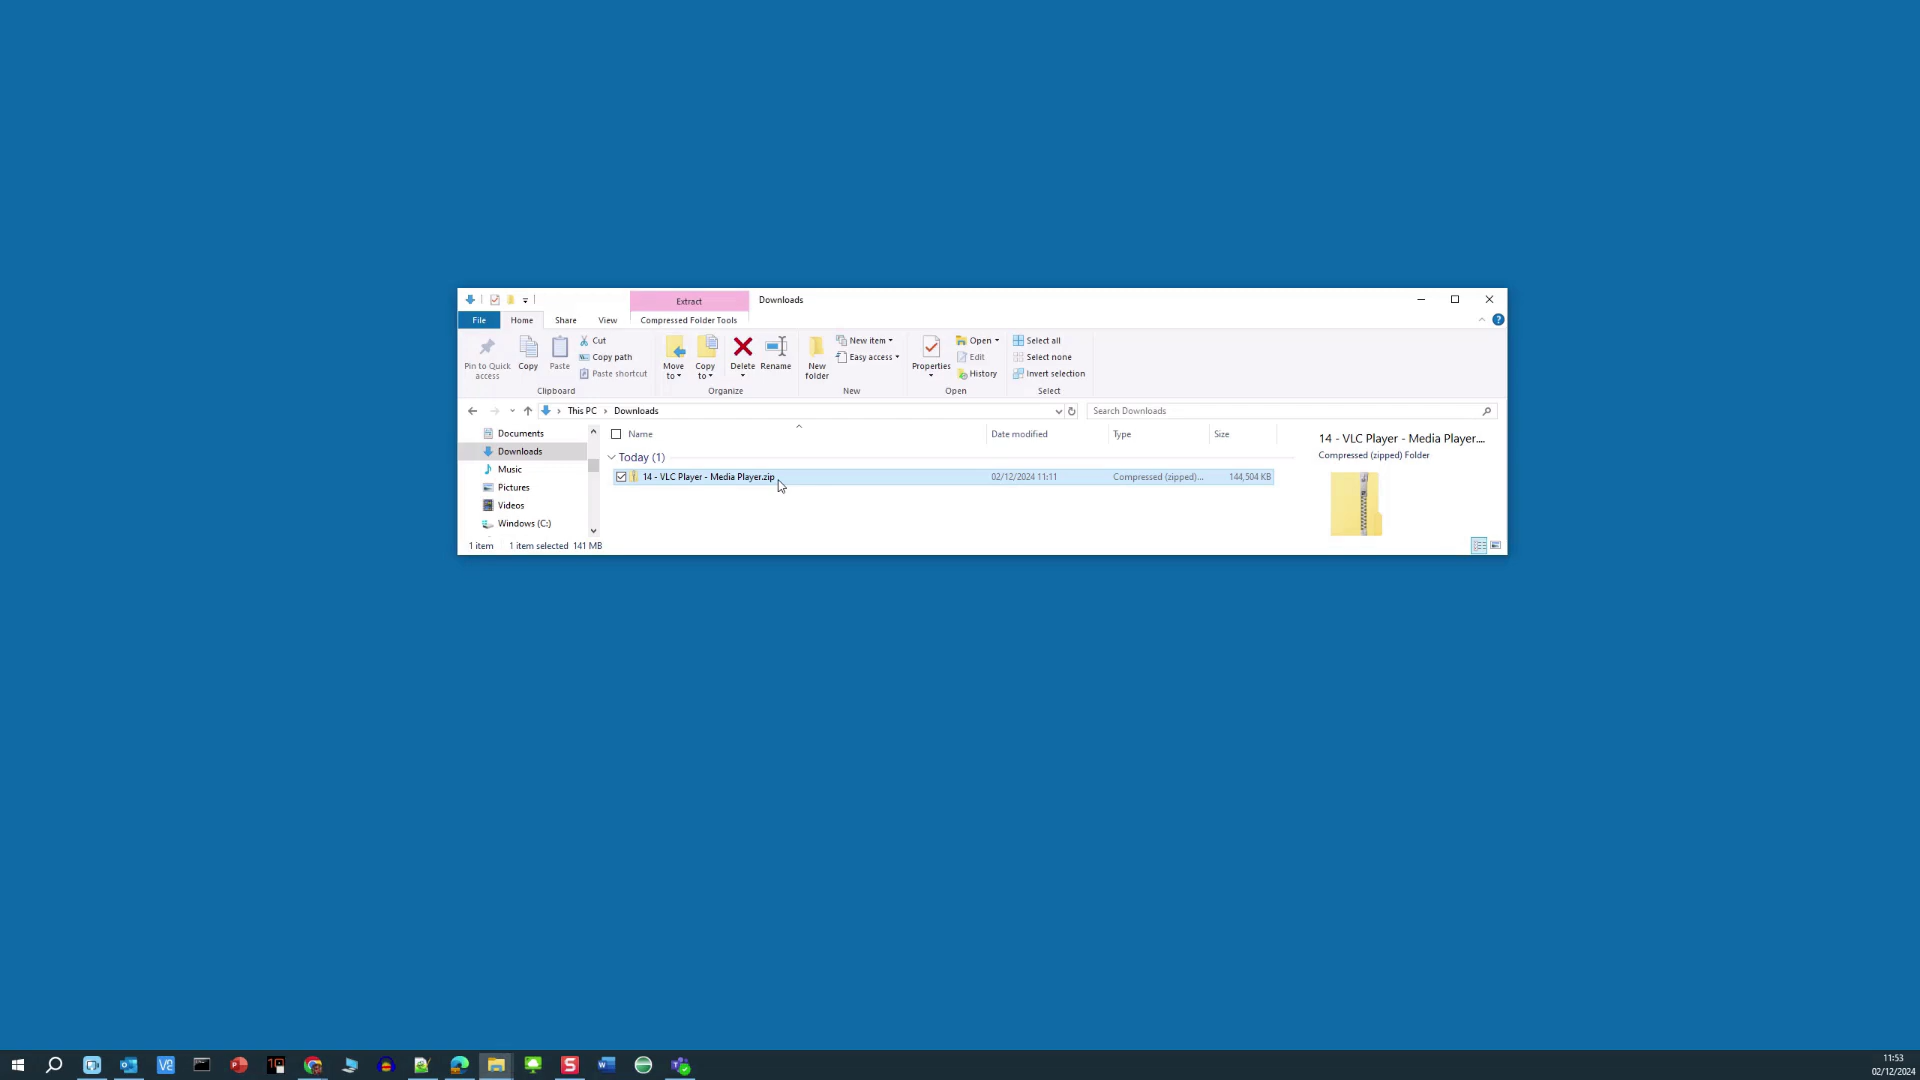 Extract
Downloads
File
Home
Share
View
Compressed Folder Tools
Pin to Quick
access
Copy
Paste
Cut
Copy path
Paste shortcut
Clipboard
Move
to
Copy
to
Delete
Rename
Organize
New
folder
New item
Easy access
New
Properties
Open
Edit
History
Open
Select all
Select none
Invert selection
Select
This PC > Downloads
Search Downloads
Documents
Downloads
Music
Pictures
Videos
Windows (C:)
Name
Date modified
Type
Size
Today (1)
14 - VLC Player - Media Player.zip
02/12/2024 11:11
Compressed (zipped)...
144,504 KB
14 - VLC Player - Media Player....
Compressed (zipped) Folder
1 item
1 item selected 141 MB
11:53
02/12/2024